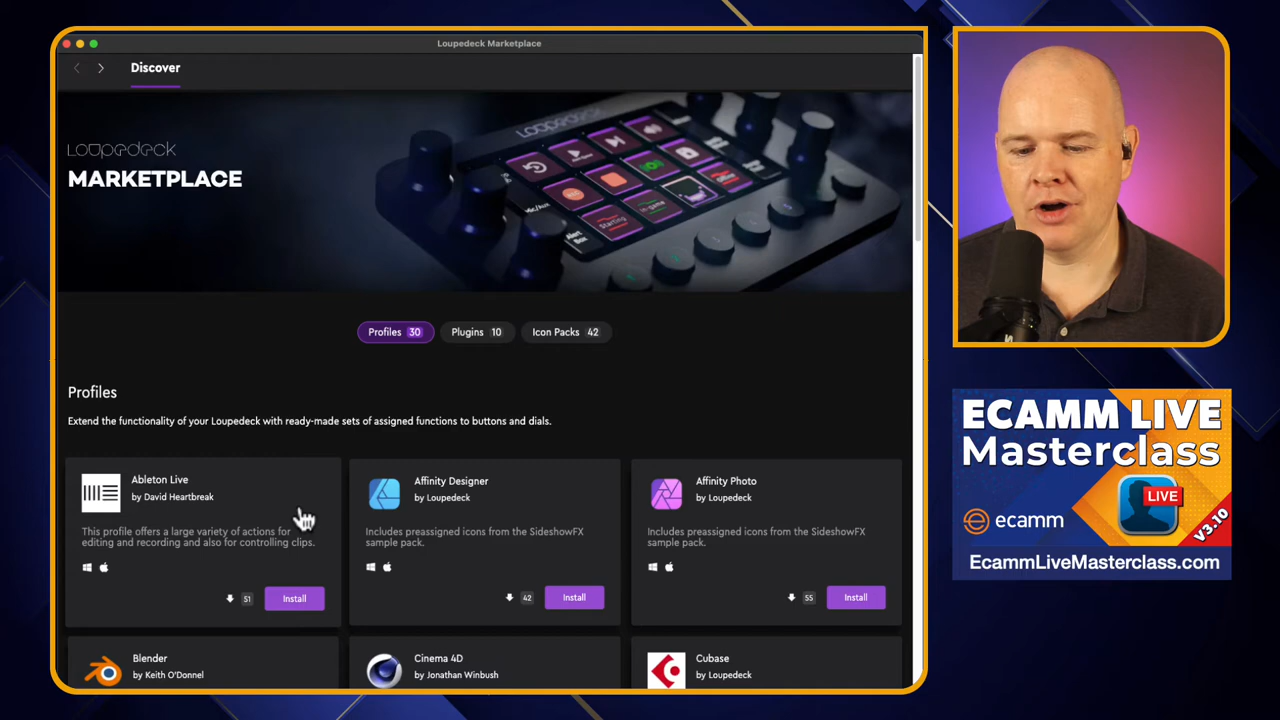 Loupedeck Marketplace
Discover
Loupedeck
MARKETPLACE
Loupedeck
Starting
Profiles 30
Plugins 10
Icon Packs 42
Profiles
Extend the functionality of your Loupedeck with ready-made sets of assigned functions to buttons and dials.
Ableton Live
by David Heartbreak
This profile offers a large variety of actions for
editing and recording and also for controlling clips.
51
Install
Affinity Designer
by Loupedeck
Includes preassigned icons from the SideshowFX
sample pack.
42
Install
Affinity Photo
by Loupedeck
Includes preassigned icons from the SideshowFX
sample pack.
55
Install
Blender
by Keith O'Donnel
Cinema 4D
by Jonathan Winbush
Cubase
by Loupedeck
ECAMM LIVE
Masterclass
ecamm
LIVE
v3.10
EcammLiveMasterclass.com